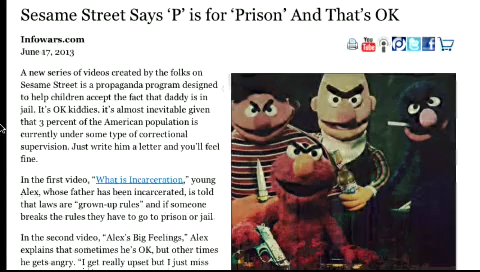 Sesame Street Says ‘P’ is for ‘Prison’ And That’s OK
Infowars.com
June 17, 2013
You
Tube
A new series of videos created by the folks on
Sesame Street is a propaganda program designed
to help children accept the fact that daddy is in
jail. It’s OK kiddies, it’s almost inevitable given
that 3 percent of the American population is
currently under some type of correctional
supervision. Just write him a letter and you’ll feel
fine.
In the first video, “What is Incarceration,” young
Alex, whose father has been incarcerated, is told
that laws are “grown-up rules” and if someone
breaks the rules they have to go to prison or jail
In the second video, “Alex’s Big Feelings,” Alex
explains that sometimes he’s OK, but other times
he gets angry. “I get really upset but I just miss